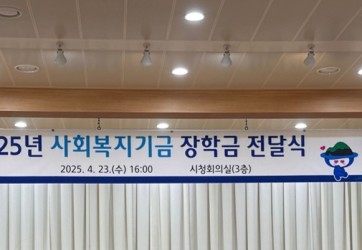 25년 사회복지기금 장학금 전달식
2025. 4. 23.(수) 16:00 시청회의실(3층)